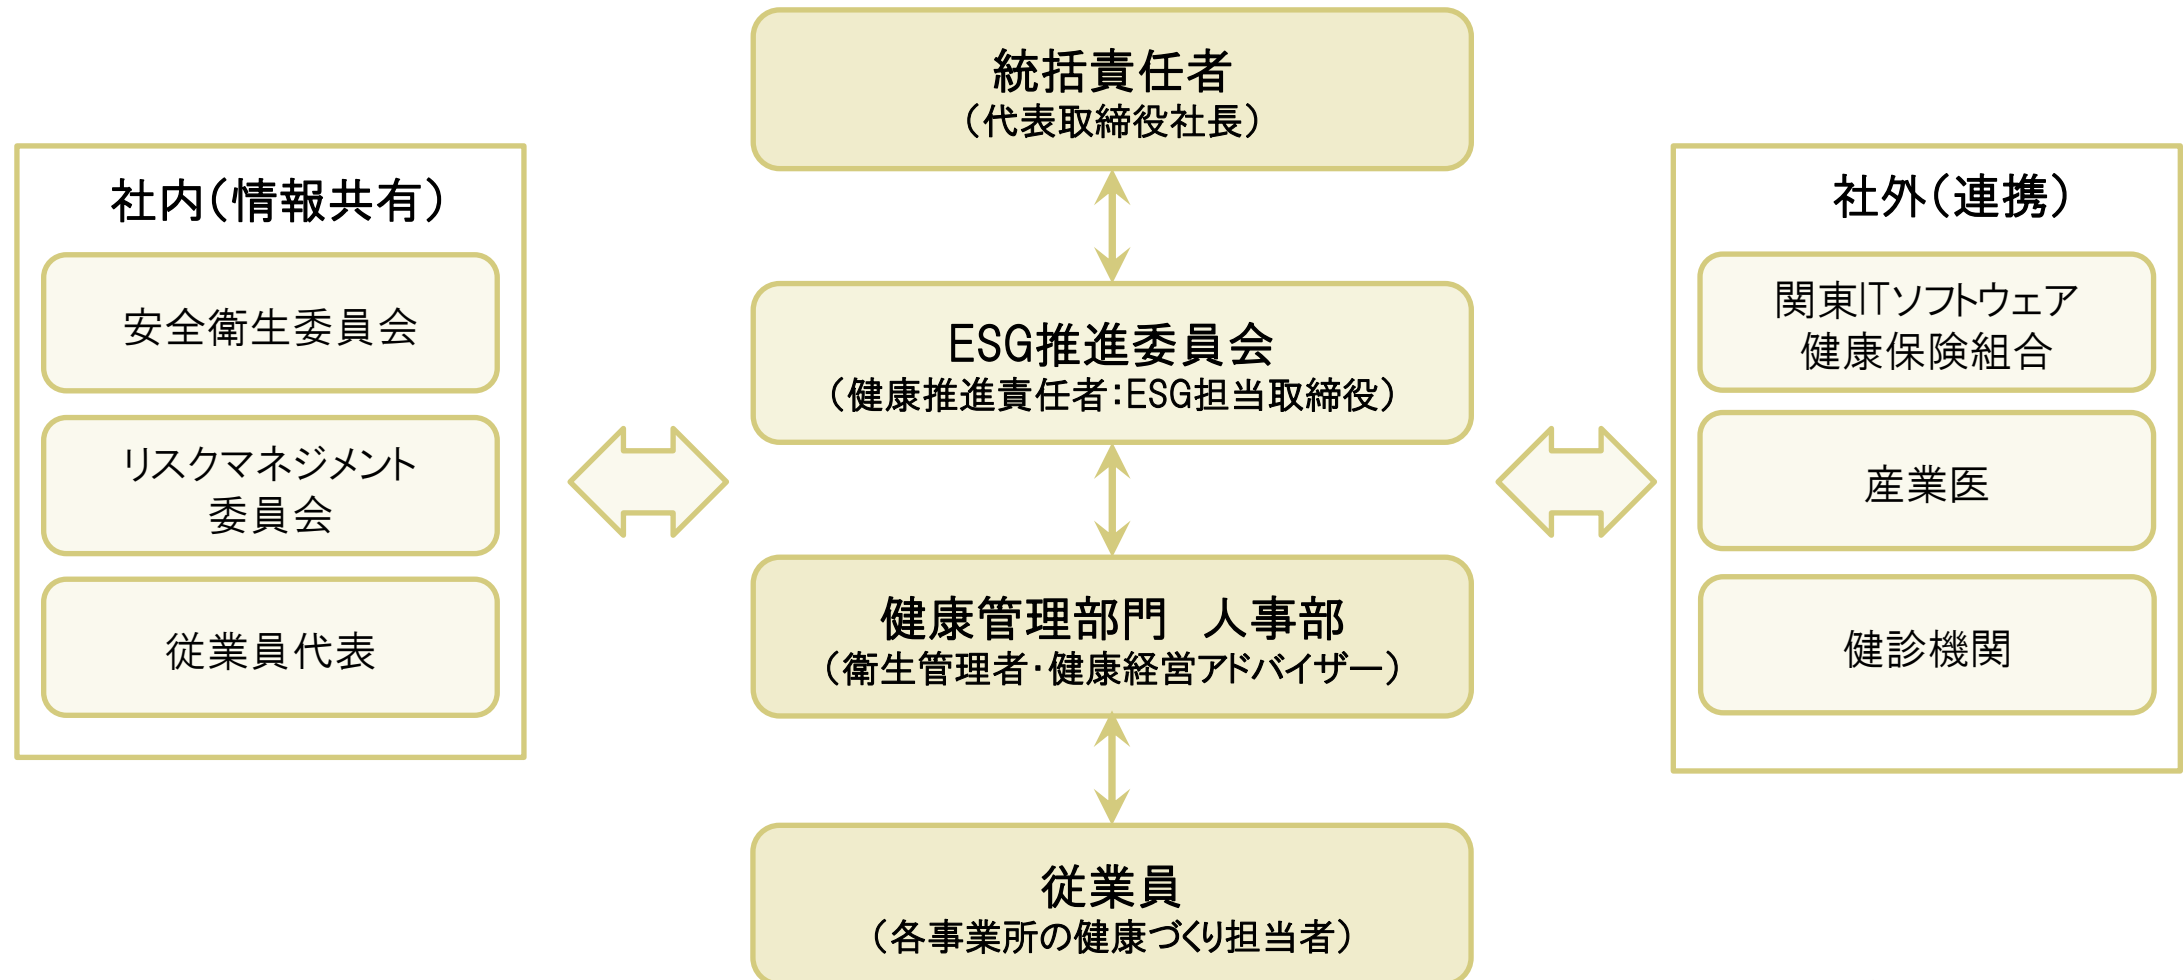 統括責任者
（代表取締役社長）
社内（情報共有）
安全衛生委員会
リスクマネジメント
委員会
従業員代表
ESG推進委員会
（健康推進責任者：ESG担当取締役）
健康管理部門　人事部
（衛生管理者・健康経営アドバイザー）
従業員
（各事業所の健康づくり担当者）
社外（連携）
関東ITソフトウェア
健康保険組合
産業医
健診機関